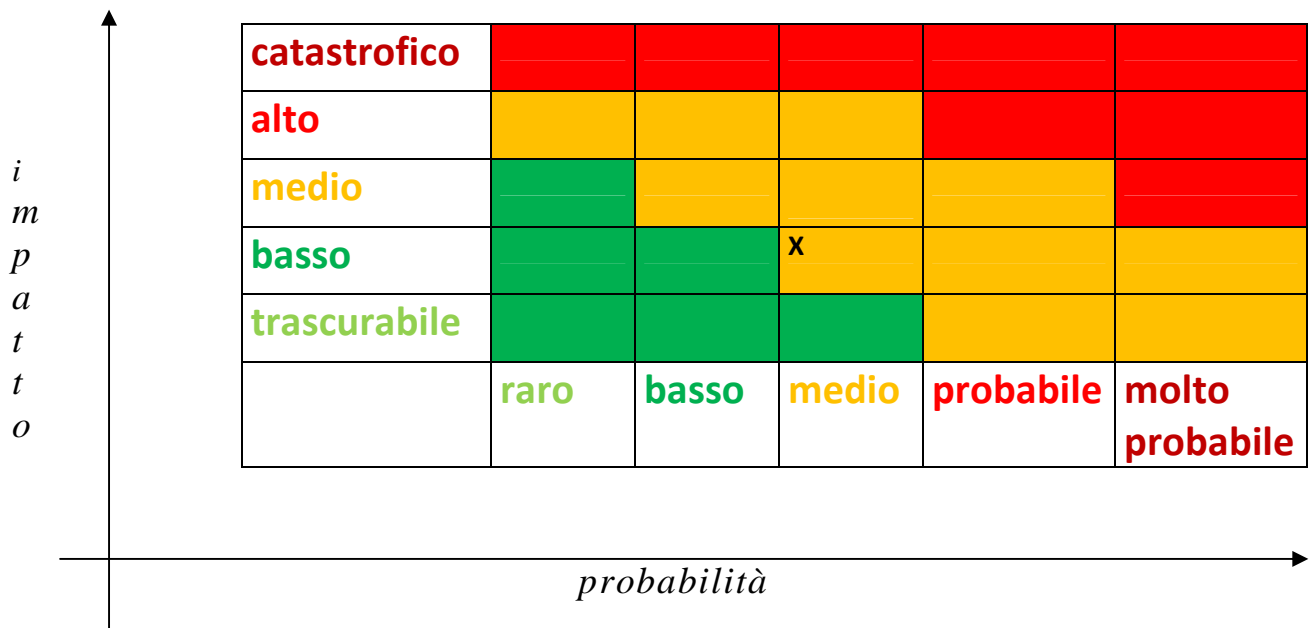 catastrofico
alto
medio
basso X
trascurabile
raro basso medio probabile molto
probabile
i
m
p
a
t
t
o
probabilità